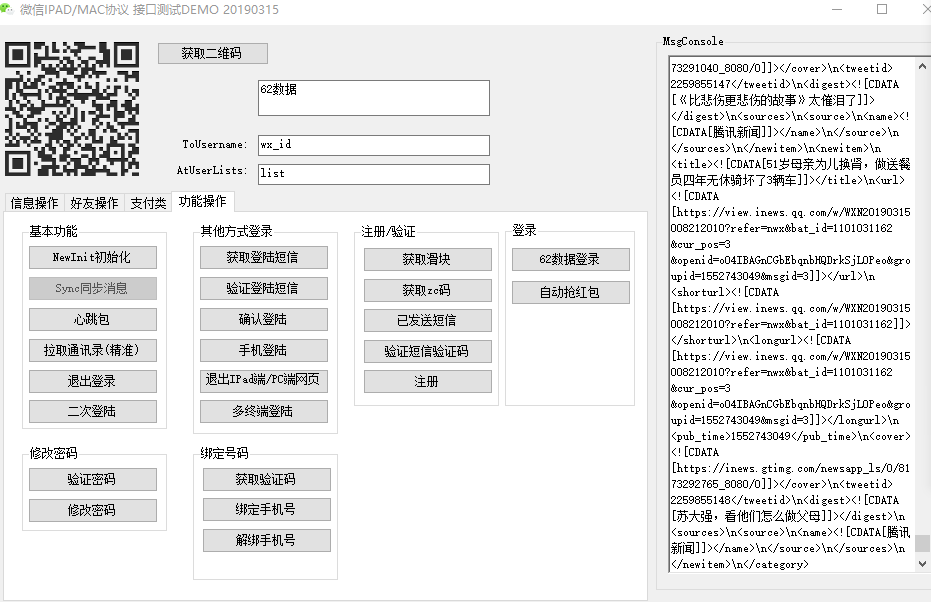 微信IPAD/MAC协议 接口测试DEMO 20190315
获取二维码
62数据
ToUsername:
wx_id
AtUserLists:
list
信息操作
好友操作
支付类
功能操作
基本功能
NewInit初始化
Sync同步消息
心跳包
拉取通讯录(精准)
退出登录
二次登陆
其他方式登录
获取登陆短信
验证登陆短信
确认登陆
手机登陆
退出IPad端/PC端网页
多终端登陆
注册/验证
获取滑块
获取zc码
已发送短信
验证短信验证码
注册
登录
62数据登录
自动抢红包
修改密码
验证密码
修改密码
绑定号码
获取验证码
绑定手机号
解绑手机号
MsgConsole
73291040_8080/0]]></cover>\n<tweetid>
2259855147</tweetid>\n<digest><![CDATA
[《比悲伤更悲伤的故事》太催泪了]]>
</digest>\n<sources>\n<source>\n<name><!
[CDATA[腾讯新闻]]></name>\n</source>\n
</sources>\n</newitem>\n<newitem>\n
<title><![CDATA[51岁母亲为儿换肾，做送餐
员四年无休骑坏了3辆车]]></title>\n<url>
<![CDATA
[https://view.inews.qq.com/w/WXN20190315
008212010?refer=nwx&bat_id=1101031162
&cur_pos=3
&openid=o04IBAGnCGbEbqnbHQDrkSjLOPeo&gro
upid=1552743049&msgid=3]]></url>\n
<shorturl><![CDATA
[https://view.inews.qq.com/w/WXN20190315
008212010?refer=nwx&bat_id=1101031162]]>
</shorturl>\n<longurl><![CDATA
[https://view.inews.qq.com/w/WXN20190315
008212010?refer=nwx&bat_id=1101031162
&cur_pos=3
&openid=o04IBAGnCGbEbqnbHQDrkSjLOPeo&gro
upid=1552743049&msgid=3]]></longurl>\n
<pub_time>1552743049</pub_time>\n<cover>
<![CDATA
[https://inews.gtimg.com/newsapp_ls/0/81
73292765_8080/0]]></cover>\n<tweetid>
2259855148</tweetid>\n<digest><![CDATA
[苏大强，看他们怎么做父母]]></digest>\n
<sources>\n<source>\n<name><![CDATA[腾讯
新闻]]></name>\n</source>\n</sources>\n
</newitem>\n</category>